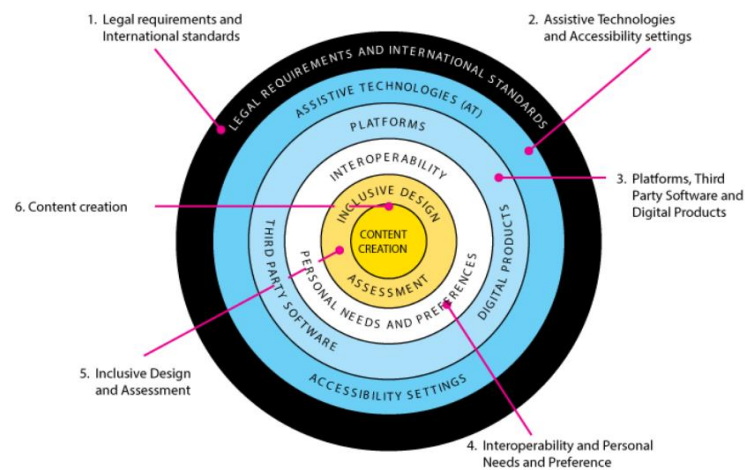 1. Legal requirements and
International standards
2. Assistive Technologies
and Accessibility settings
LEGAL REQUIREMENTS AND INTERNATIONAL STANDARDS
ASSISTIVE TECHNOLOGIES (AT)
PLATFORMS
INTEROPERABILITY
INCLUSIVE DESIGN
CONTENT
CREATION
ASSESSMENT
PERSONAL NEEDS AND PREFERENCES
THIRD PARTY SOFTWARE
DIGITAL PRODUCTS
ACCESSIBILITY SETTINGS
3. Platforms, Third
Party Software and
Digital Products
6. Content creation
5. Inclusive Design
and Assessment
4. Interoperability and Personal
Needs and Preference